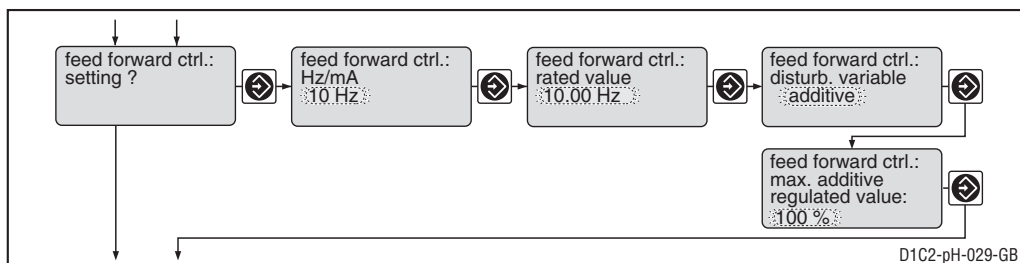 feed forward ctrl.:
setting ?
feed forward ctrl.:
Hz/mA
10 Hz
feed forward ctrl.:
rated value
10.00 Hz
feed forward ctrl.:
disturb. variable
additive
feed forward ctrl.:
max. additive
regulated value:
100 %
D1C2-pH-029-GB